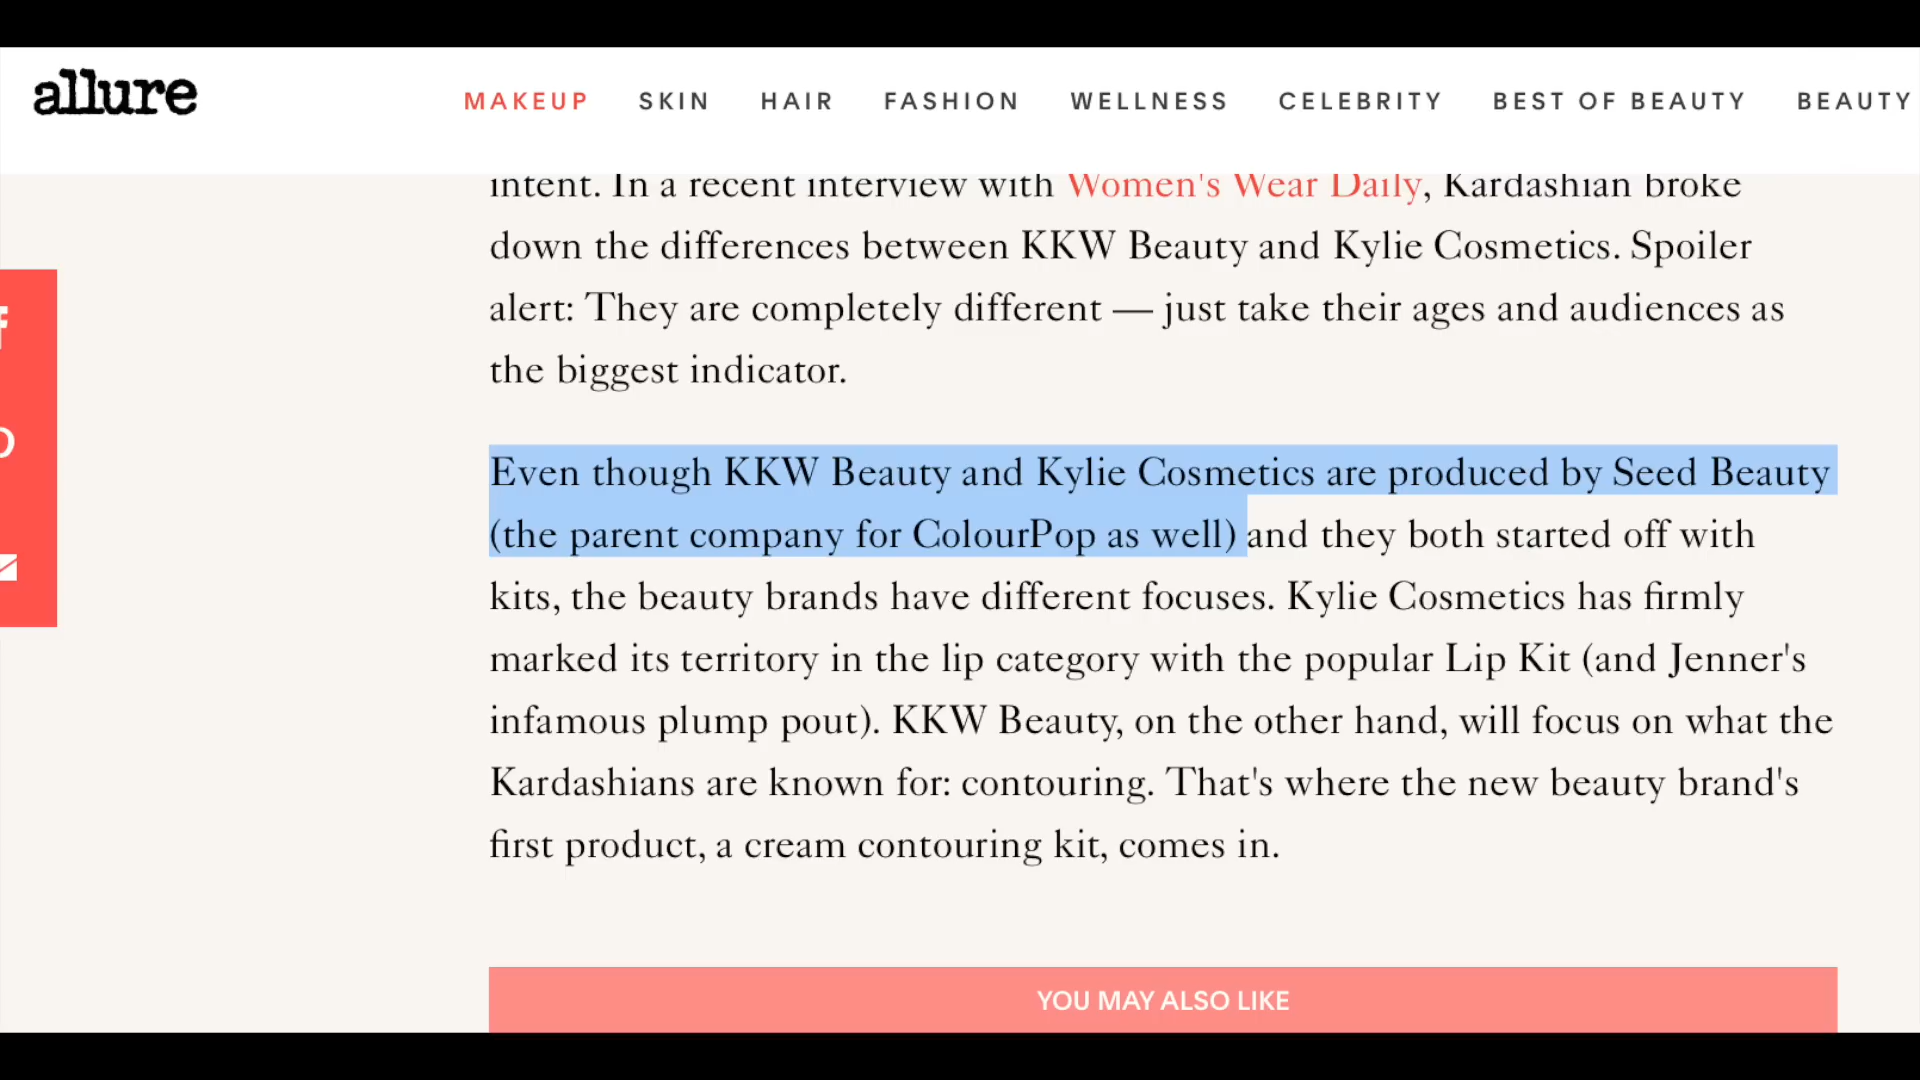 allure
MAKEUP SKIN HAIR FASHION WELLNESS CELEBRITY BEST OF BEAUTY BEAUTY
intent. In a recent interview with Women's Wear Daily, Kardashian broke
down the differences between KKW Beauty and Kylie Cosmetics. Spoiler
alert: They are completely different — just take their ages and audiences as
the biggest indicator.
Even though KKW Beauty and Kylie Cosmetics are produced by Seed Beauty
(the parent company for ColourPop as well) and they both started off with
kits, the beauty brands have different focuses. Kylie Cosmetics has firmly
marked its territory in the lip category with the popular Lip Kit (and Jenner's
infamous plump pout). KKW Beauty, on the other hand, will focus on what the
Kardashians are known for: contouring. That's where the new beauty brand's
first product, a cream contouring kit, comes in.
YOU MAY ALSO LIKE